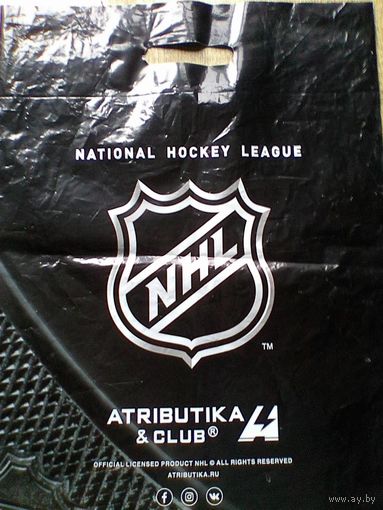 NATIONAL HOCKEY LEAGUE
NHL
TM
ATRIBUTIKA
& CLUB®
OFFICIAL LICENSED PRODUCT NHL © ALL RIGHTS RESERVED
ATRIBUTIKA.RU
www.ay.by